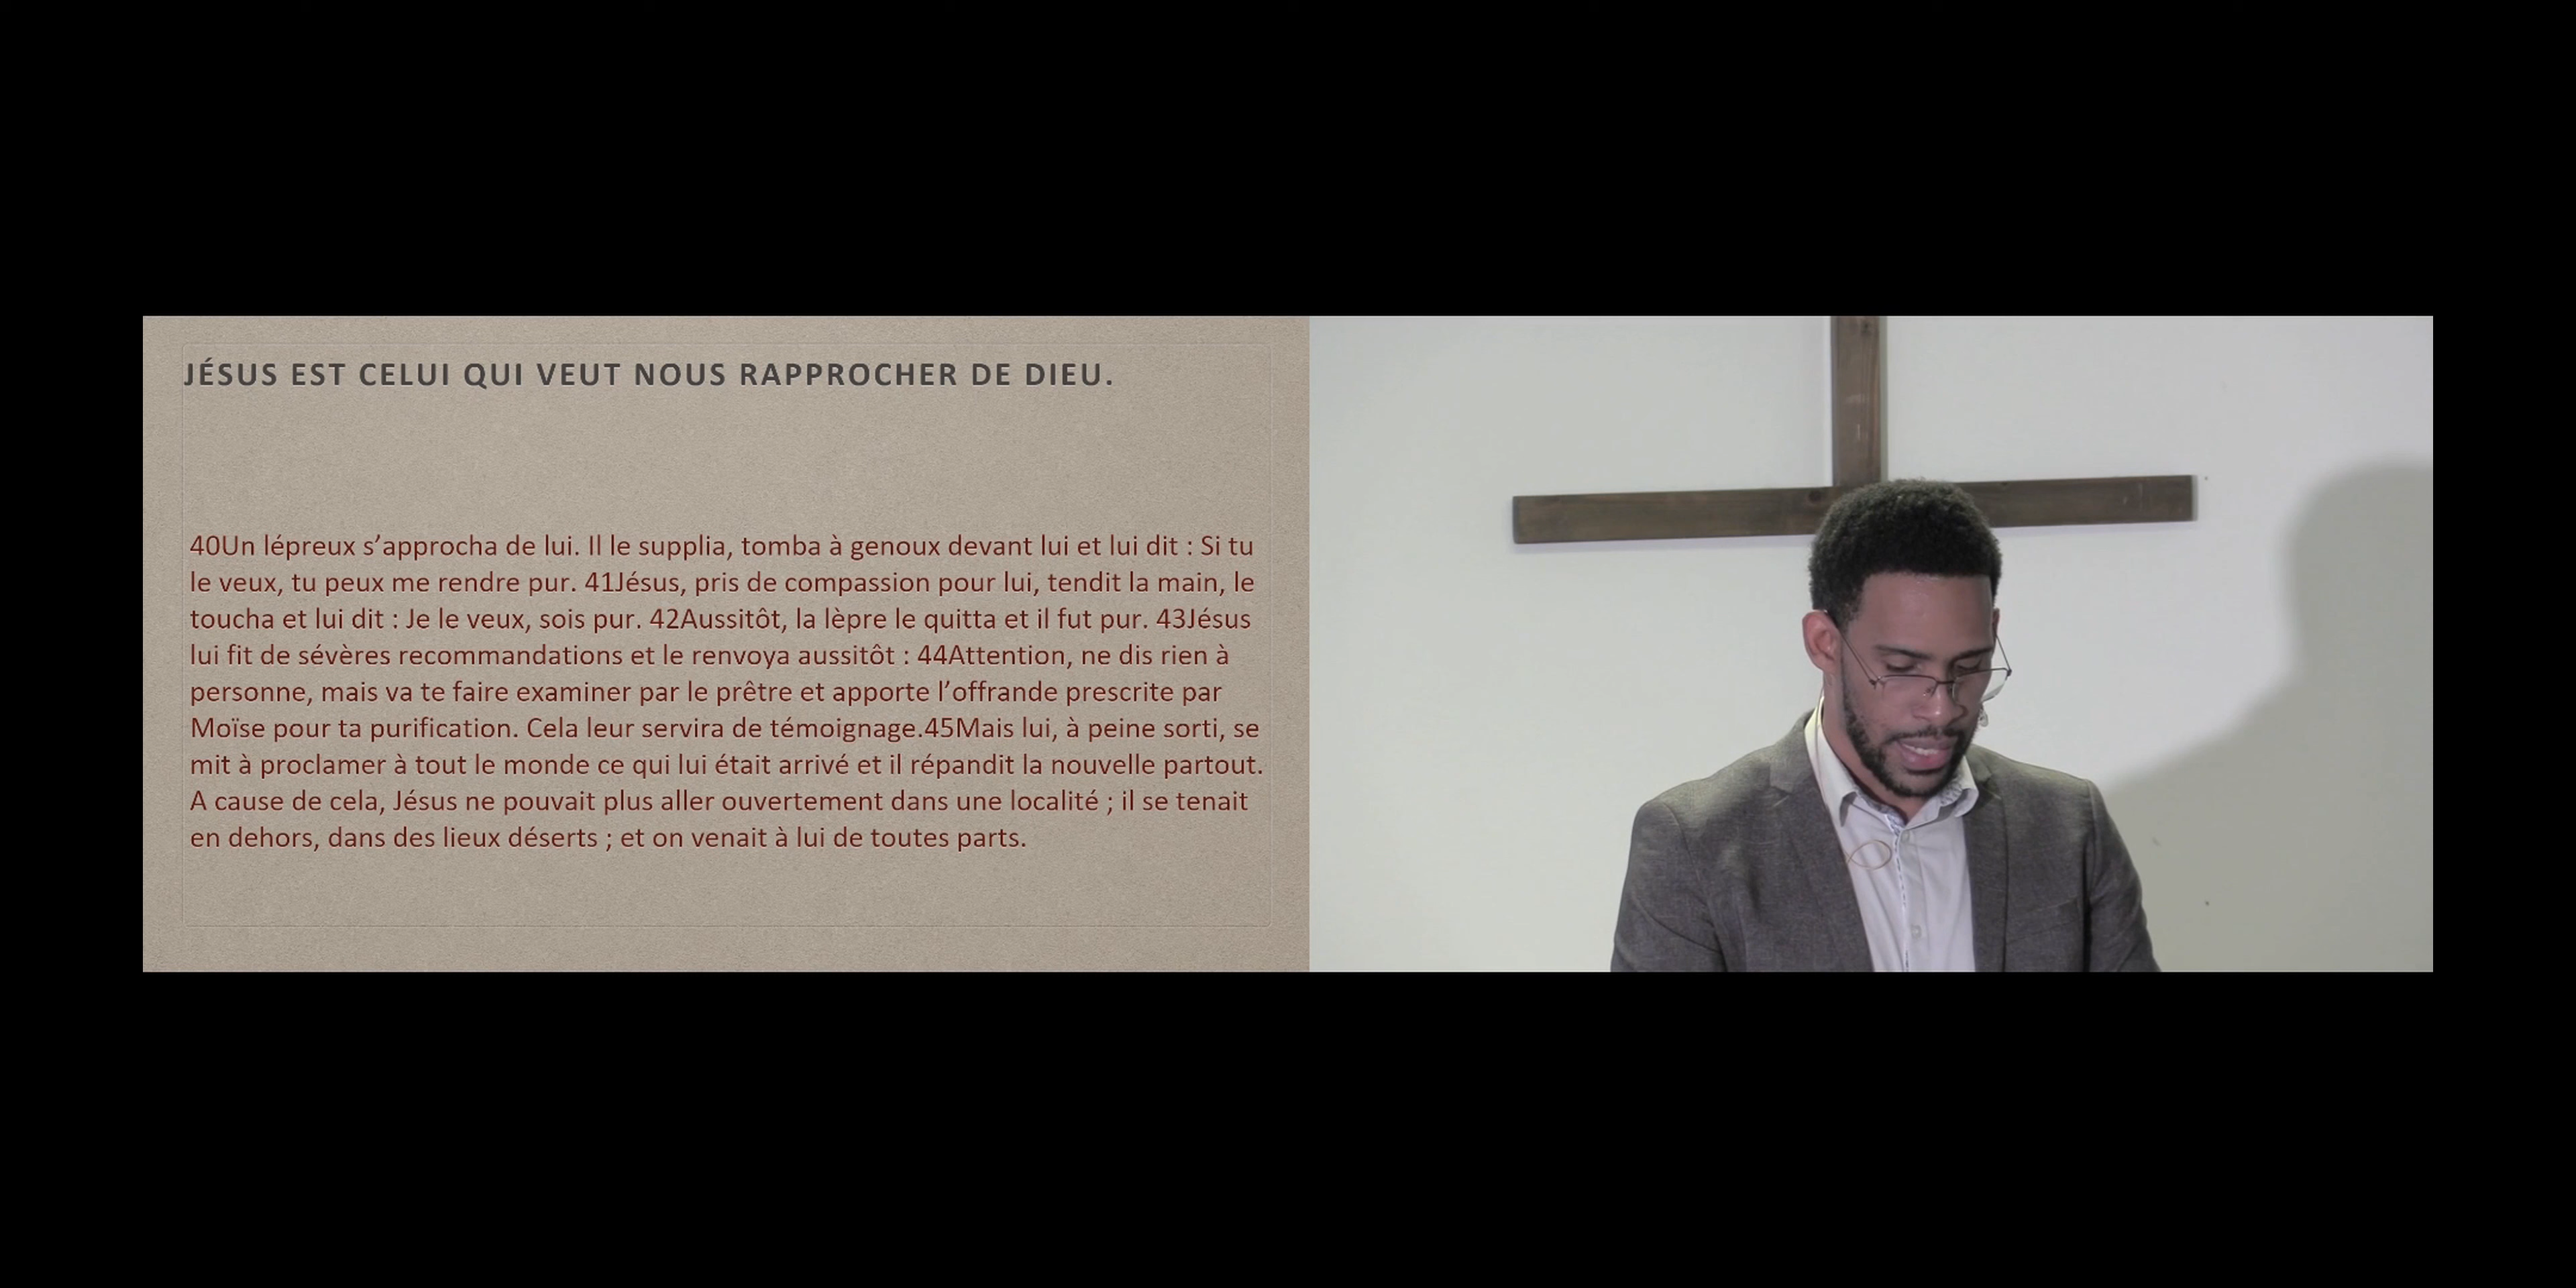 JÉSUS EST CELUI QUI VEUT NOUS RAPPROCHER DE DIEU.
40Un lépreux s’approcha de lui. Il le supplia, tomba à genoux devant lui et lui dit : Si tu
le veux, tu peux me rendre pur. 41Jésus, pris de compassion pour lui, tendit la main, le
toucha et lui dit : Je le veux, sois pur. 42Aussitôt, la lèpre le quitta et il fut pur. 43Jésus
lui fit de sévères recommandations et le renvoya aussitôt : 44Attention, ne dis rien à
personne, mais va te faire examiner par le prêtre et apporte l’offrande prescrite par
Moïse pour ta purification. Cela leur servira de témoignage.45Mais lui, à peine sorti, se
mit à proclamer à tout le monde ce qui lui était arrivé et il répandit la nouvelle partout.
A cause de cela, Jésus ne pouvait plus aller ouvertement dans une localité ; il se tenait
en dehors, dans des lieux déserts ; et on venait à lui de toutes parts.